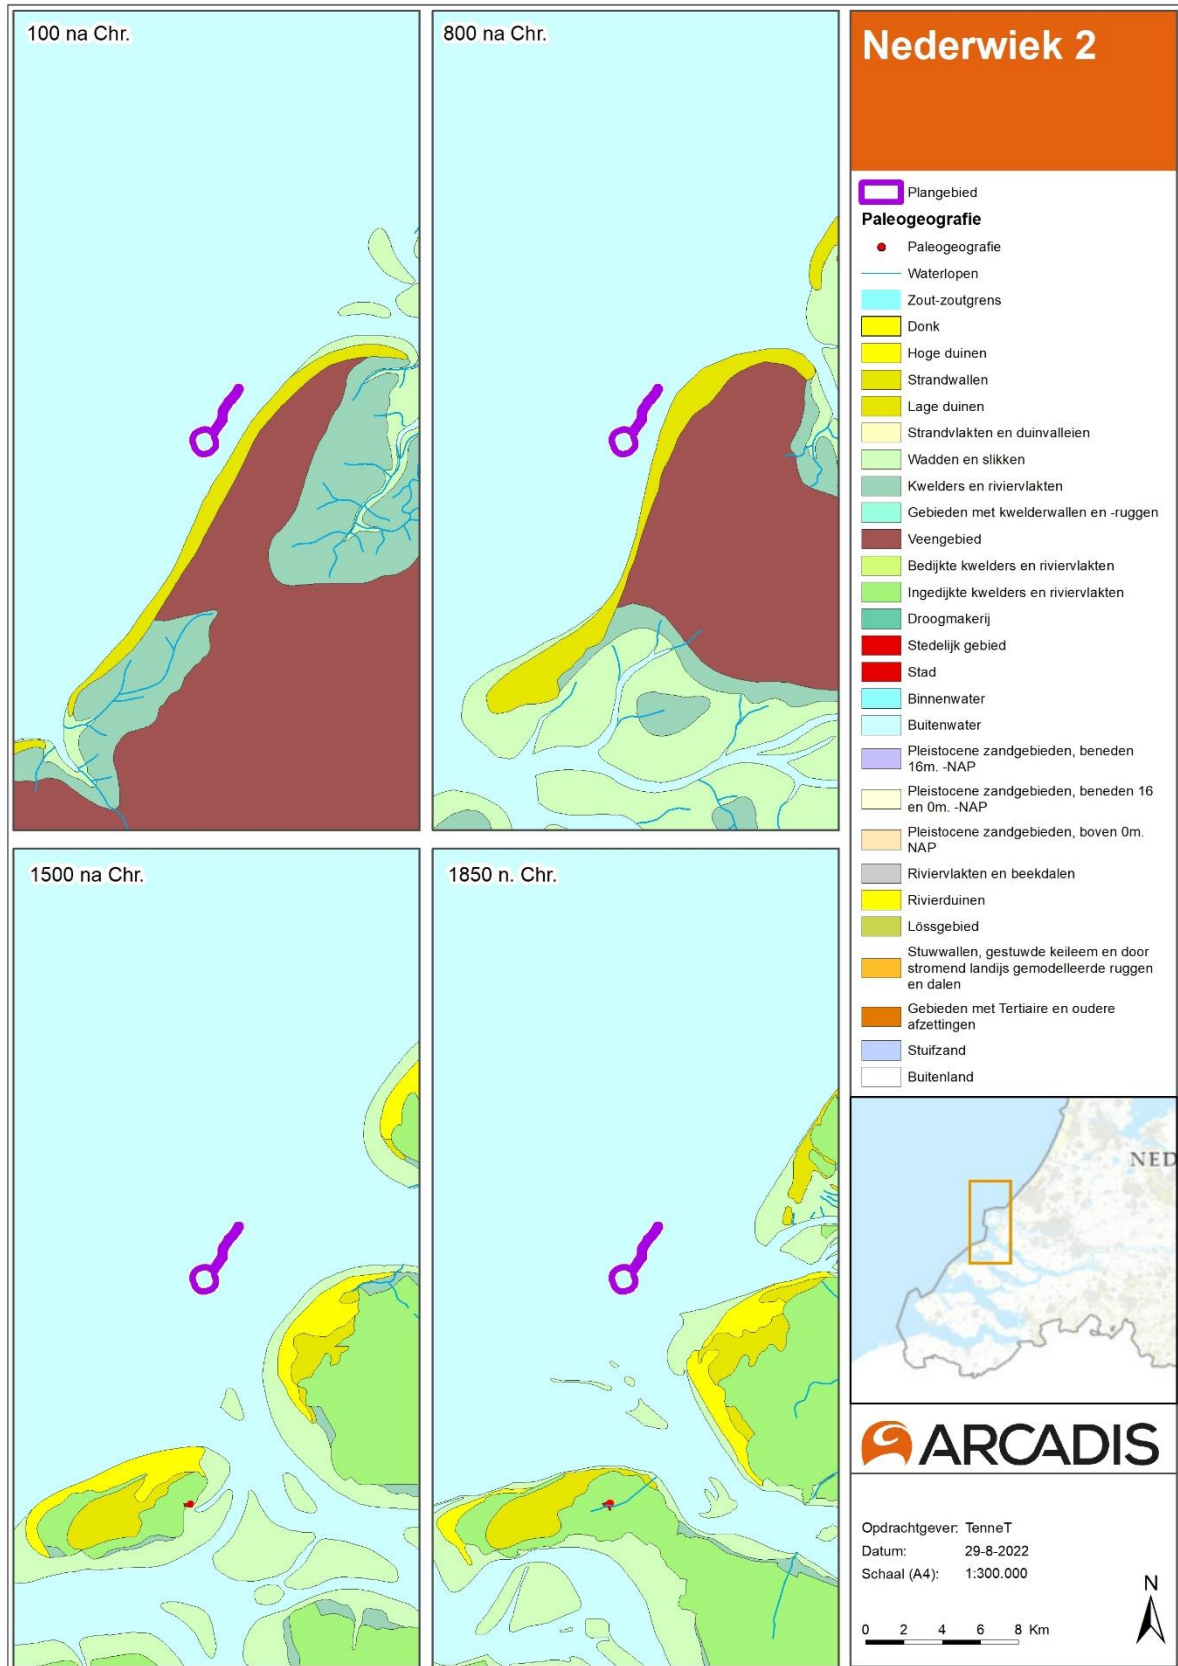 100 na Chr.
800 na Chr.
1500 na Chr.
1850 n. Chr.
Nederwiek 2
Plangebied
Paleogeografie
Paleogeografie
Waterlopen
Zout-zoutgrens
Donk
Hoge duinen
Strandwallen
Lage duinen
Strandvlakten en duinvalleien
Wadden en slikken
Kwelders en riviervlakten
Gebieden met kwelderwallen en -ruggen
Veengebied
Bedijkte kwelders en riviervlakten
Ingedijkte kwelders en riviervlakten
Droogmakerij
Stedelijk gebied
Stad
Binnenwater
Buitenwater
Pleistocene zandgebieden, beneden
16m. -NAP
Pleistocene zandgebieden, beneden 16
en 0m. -NAP
Pleistocene zandgebieden, boven 0m.
NAP
Riviervlakten en beekdalen
Rivierduinen
Lössgebied
Stuwwallen, gestuwde keileem en door
stromend landijs gemodelleerde ruggen
en dalen
Gebieden met Tertiaire en oudere
afzettingen
Stuifzand
Buitenland
NED
ARCADIS
Opdrachtgever: TenneT
Datum: 29-8-2022
Schaal (A4): 1:300.000
N
0 2 4 6 8 Km